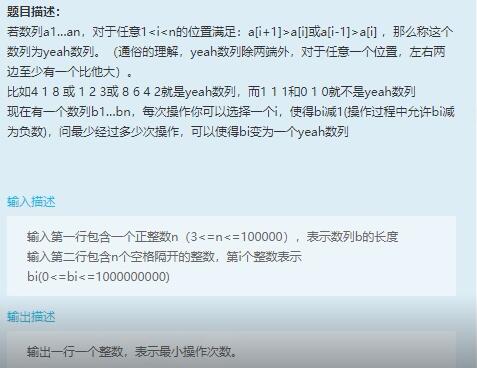 题目描述：
若数列a1...an，对于任意1<i<n的位置满足：a[i+1]>a[i]或a[i-1]>a[i] ，那么称这个
数列为yeah数列。（通俗的理解，yeah数列除两端外，对于任意一个位置，左右两
边至少有一个比他大）。
比如4 1 8 或 1 2 3或 8 6 4 2就是yeah数列，而1 1 1和0 1 0就不是yeah数列
现在有一个数列b1...bn，每次操作你可以选择一个i，使得bi减1(操作过程中允许bi减
为负数)，问最少经过多少次操作，可以使得bi变为一个yeah数列
输入描述
输入第一行包含一个正整数n（3<=n<=100000），表示数列b的长度
输入第二行包含n个空格隔开的整数，第i个整数表示
bi(0<=bi<=1000000000)
输出描述
输出一行一个整数，表示最小操作次数。